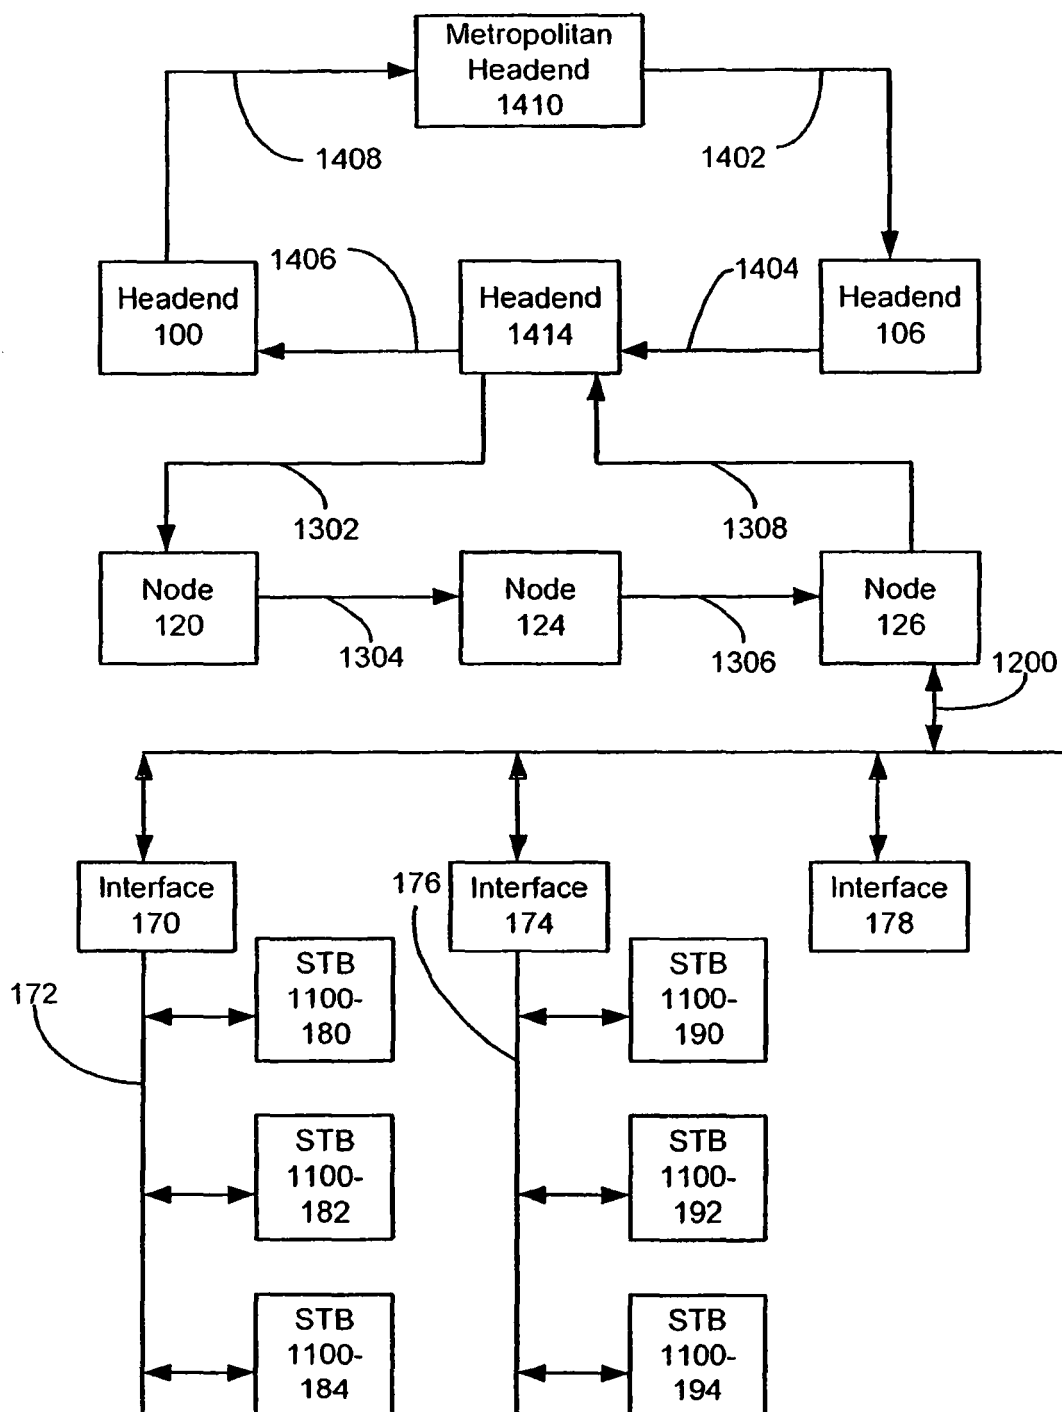 Metropolitan
Headend
1410
1408
1402
1406
1404
Headend
100
Headend
1414
Headend
106
1302
1308
Node
120
Node
124
Node
126
1304
1306
1200
Interface
170
176
Interface
174
Interface
178
172
STB
1100-
180
STB
1100-
190
STB
1100-
182
STB
1100-
192
STB
1100-
184
STB
1100-
194